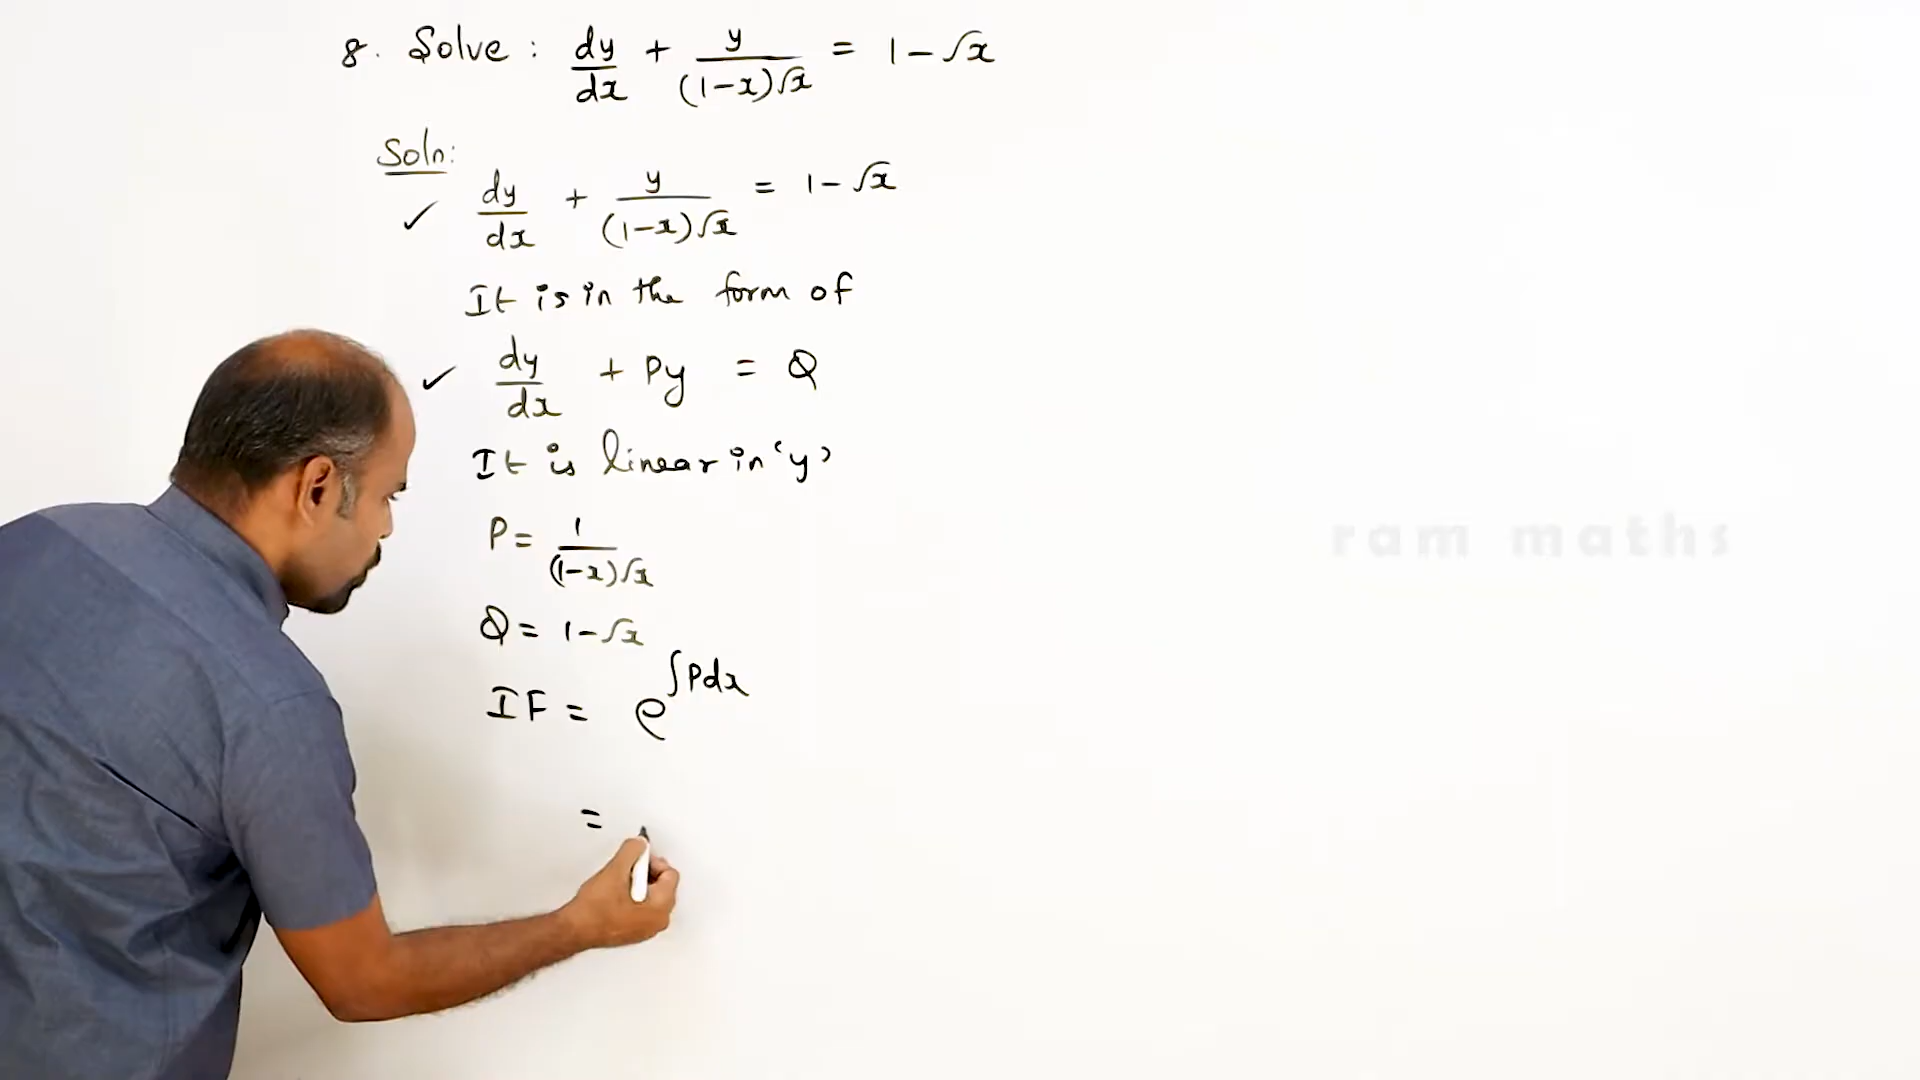 8. Solve : dy/dx + y/((1-x)√x) = 1-√x
Soln:
✓ dy/dx + y/((1-x)√x) = 1-√x
It is in the form of
✓ dy/dx + Py = Q
It is linear in 'y'
P = 1/((1-x)√x)
Q = 1-√x
IF = e^∫Pdx
=
ram maths